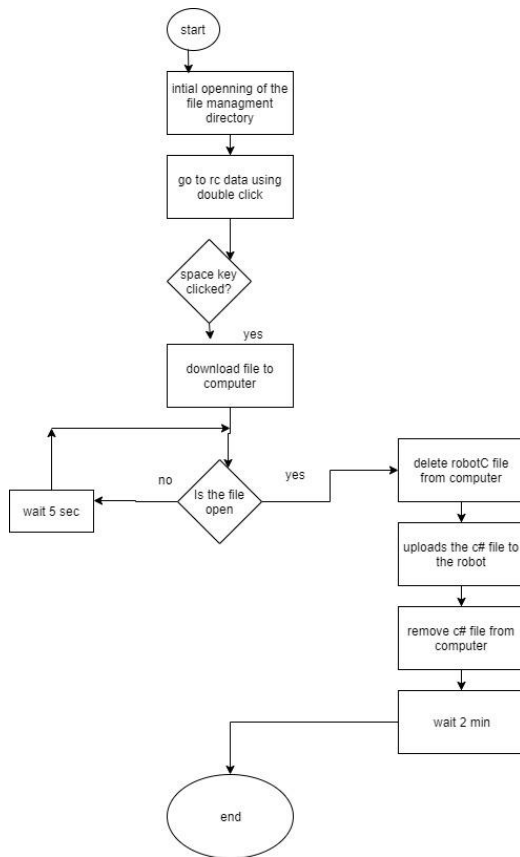 start
intial openning of the
file managment
directory
go to rc data using
double click
space key
clicked?
yes
download file to
computer
no
Is the file
open
yes
wait 5 sec
delete robotC file
from computer
uploads the c# file to
the robot
remove c# file from
computer
wait 2 min
end